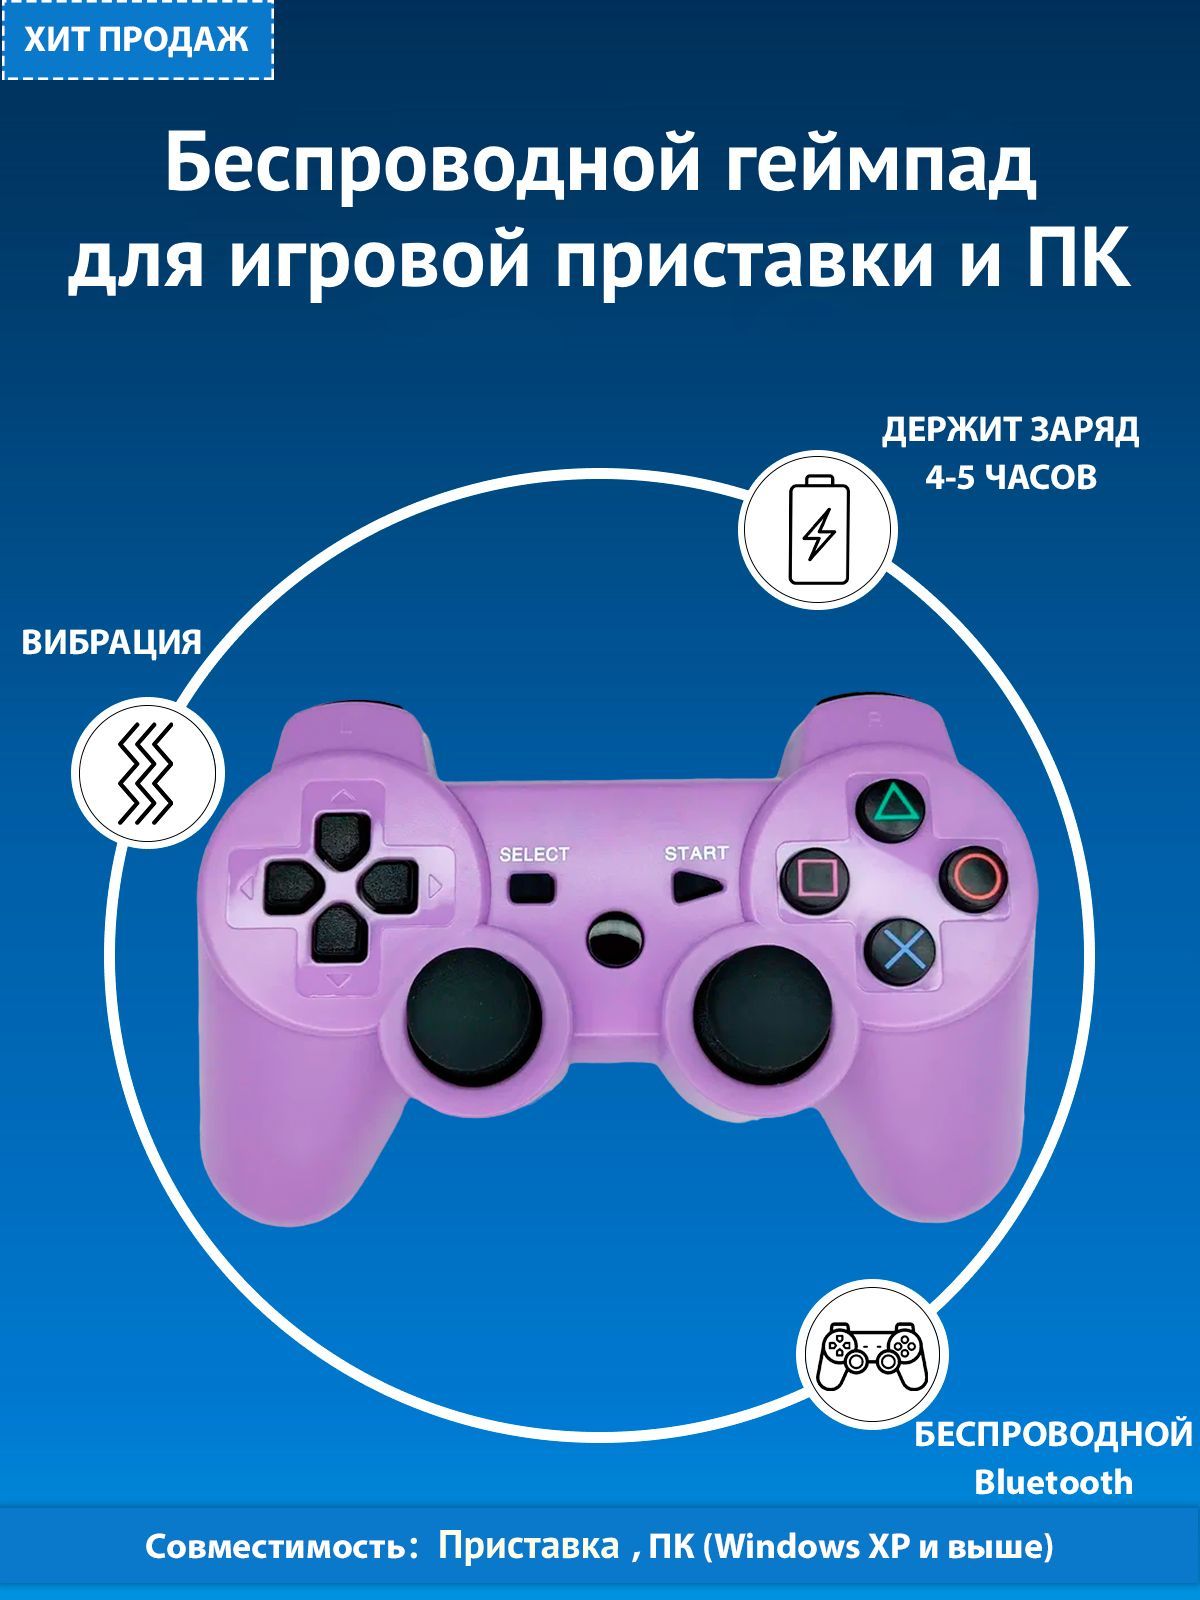 ХИТ ПРОДАЖ
Беспроводной геймпад
для игровой приставки и ПК
ДЕРЖИТ ЗАРЯД
4-5 ЧАСОВ
ВИБРАЦИЯ
L
R
SELECT
START
БЕСПРОВОДНОЙ
Bluetooth
Совместимость: Приставка , ПК (Windows XP и выше)